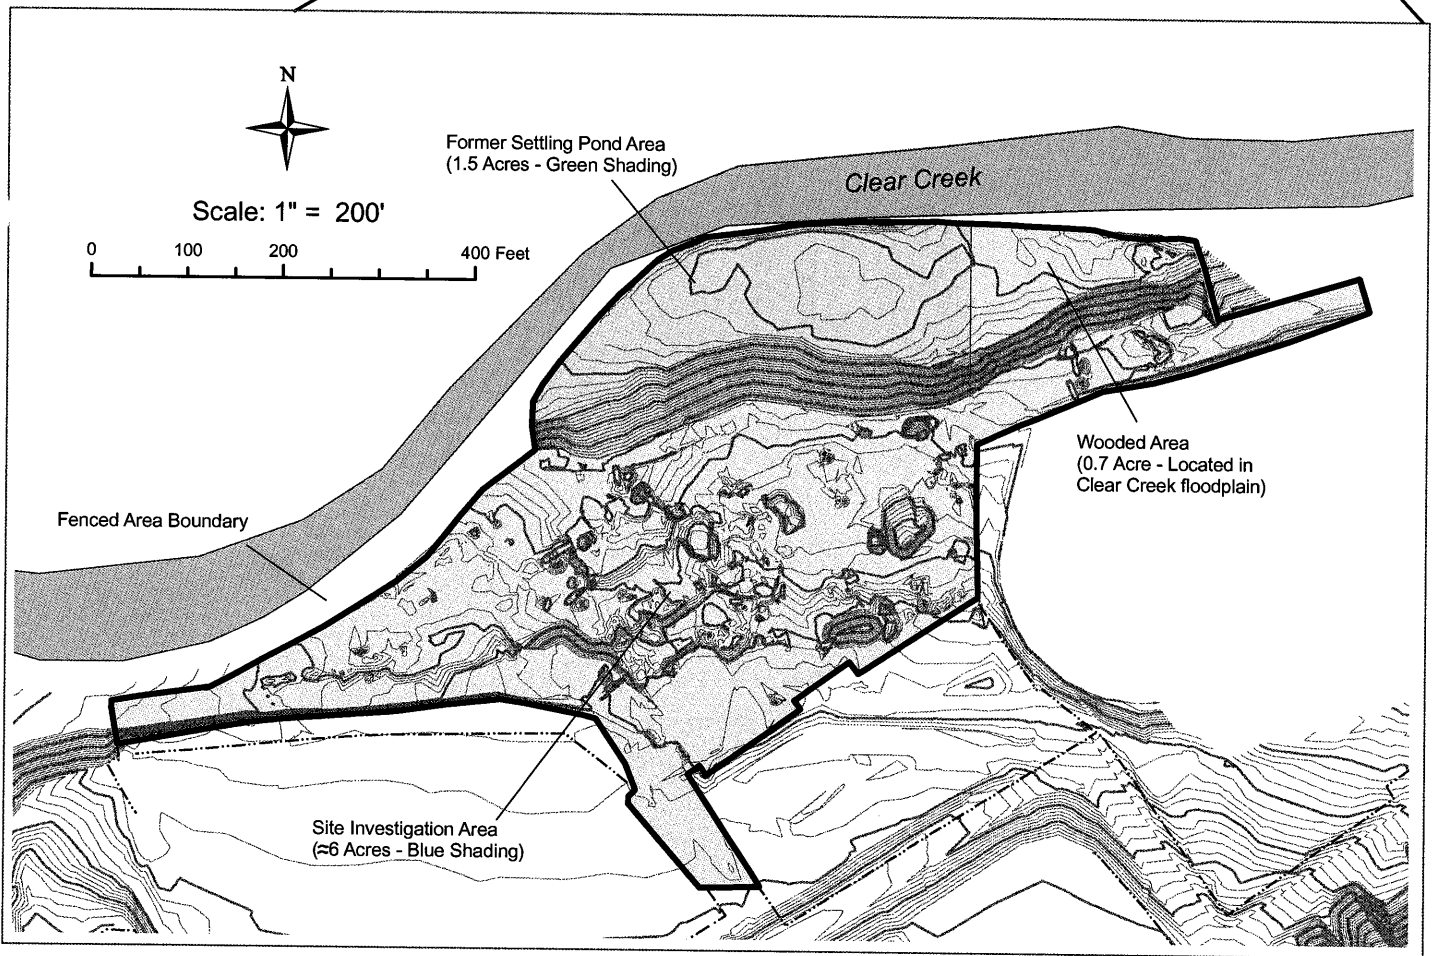 N
Scale: 1" = 200'
0 100 200 400 Feet
Former Settling Pond Area
(1.5 Acres - Green Shading)
Clear Creek
Wooded Area
(0.7 Acre - Located in
Clear Creek floodplain)
Fenced Area Boundary
Site Investigation Area
(≈6 Acres - Blue Shading)